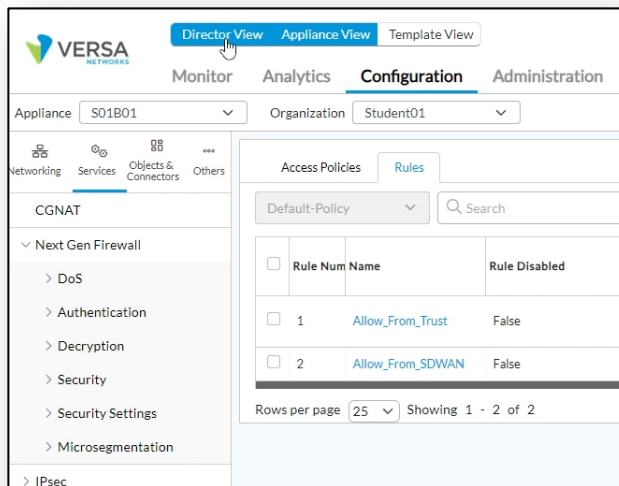 VERSA
NETWORKS
Director View Appliance View Template View
Monitor Analytics Configuration Administration
Appliance S01B01 Organization Student01
Networking Services Objects & Connectors Others
CGNAT
Next Gen Firewall
DoS
Authentication
Decryption
Security
Security Settings
Microsegmentation
IPsec
Access Policies Rules
Default-Policy Search
Rule Num Name Rule Disabled
1 Allow_From_Trust False
2 Allow_From_SDWAN False
Rows per page 25 Showing 1 - 2 of 2